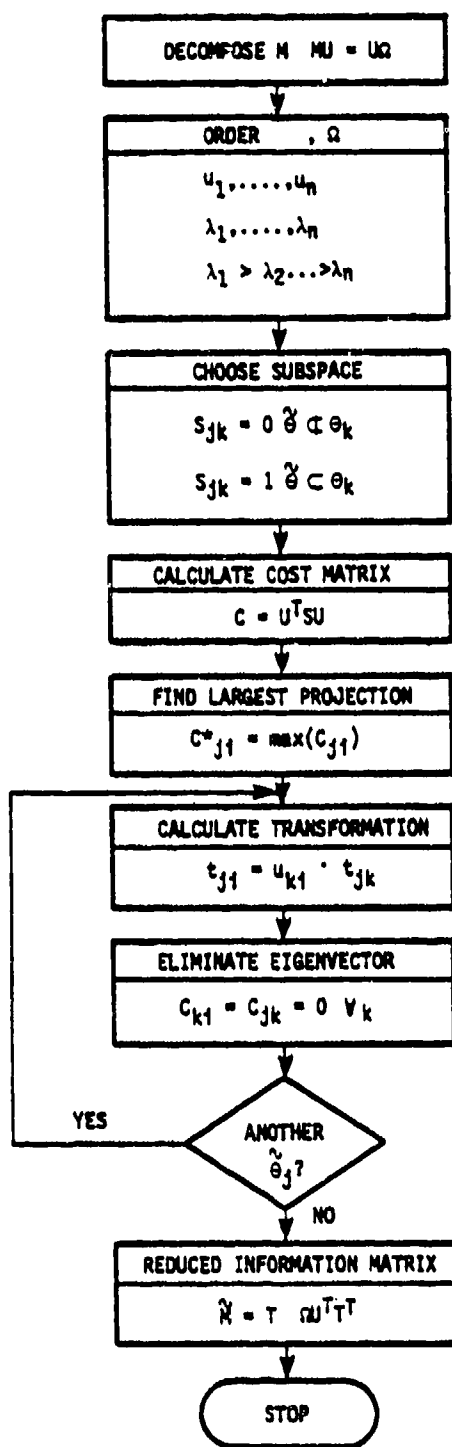 DECOMPOSE M MU = UΩ
ORDER , Ω
u₁,.....,uₙ
λ₁,.....,λₙ
λ₁ > λ₂...>λₙ
CHOOSE SUBSPACE
Sⱼₖ = 0 θ̃ ⊄ θₖ
Sⱼₖ = 1 θ̃ ⊂ θₖ
CALCULATE COST MATRIX
C = UᵀSU
FIND LARGEST PROJECTION
C*ⱼᵢ = max(Cⱼᵢ)
CALCULATE TRANSFORMATION
tⱼᵢ = uₖᵢ · tⱼₖ
ELIMINATE EIGENVECTOR
Cₖᵢ = Cⱼₖ = 0 ∀ₖ
YES
ANOTHER
θ̃ⱼ?
NO
REDUCED INFORMATION MATRIX
M̃ = T ΩUᵀTᵀ
STOP